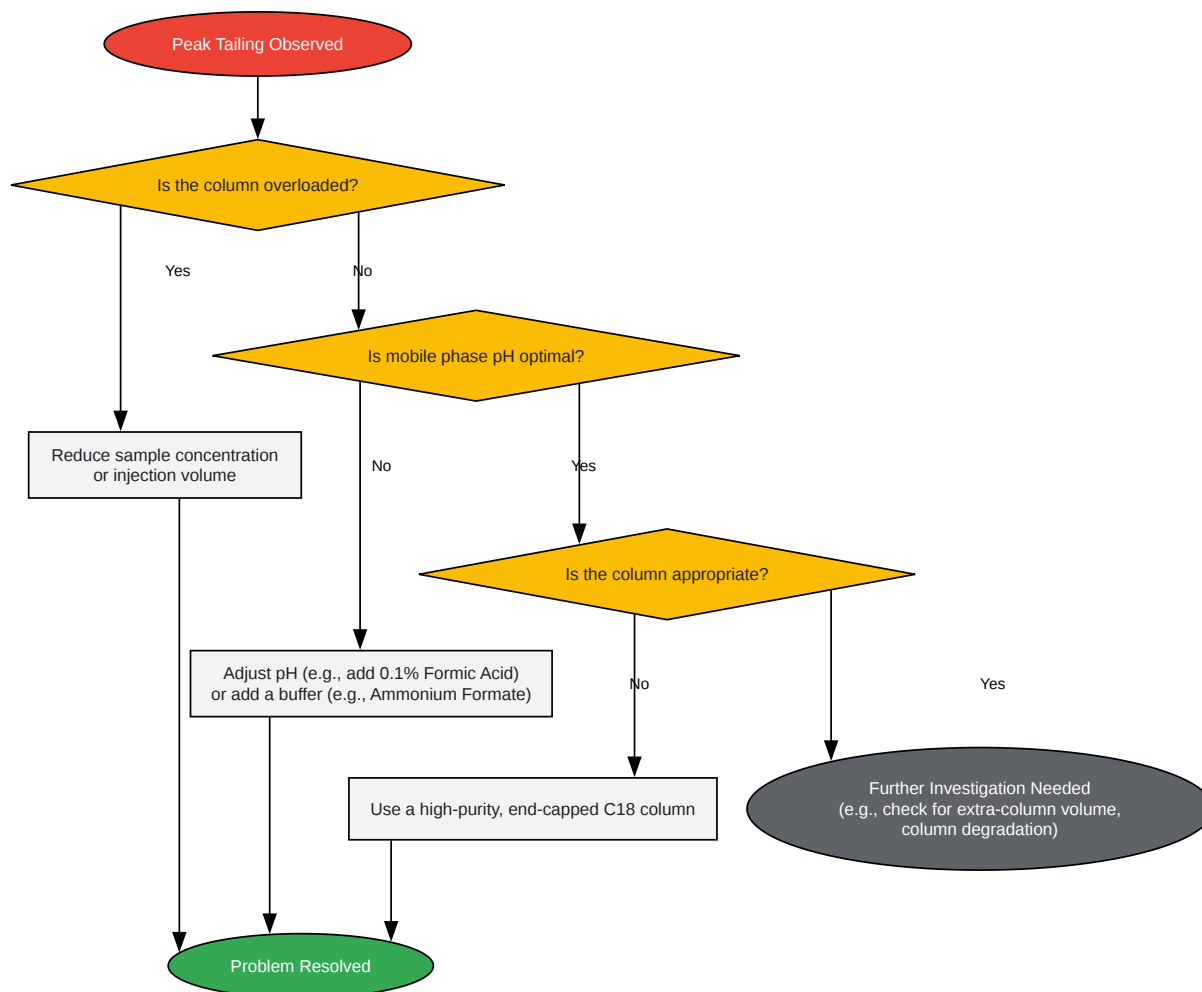 Peak Tailing Observed
Is the column overloaded?
Yes
No
Is mobile phase pH optimal?
Reduce sample concentration
or injection volume
No
Yes
Is the column appropriate?
Adjust pH (e.g., add 0.1% Formic Acid)
or add a buffer (e.g., Ammonium Formate)
No
Yes
Use a high-purity, end-capped C18 column
Further Investigation Needed
(e.g., check for extra-column volume,
column degradation)
Problem Resolved